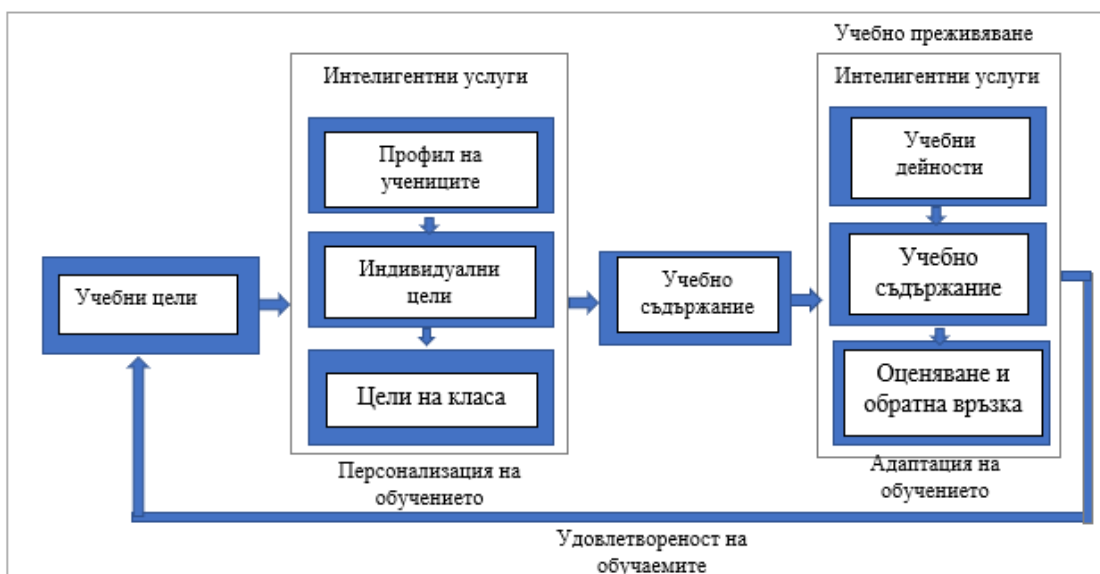 Учебни цели
Интелигентни услуги
Профил на
учениците
Индивидуални
цели
Цели на класа
Персонализация на
обучението
Учебно
съдържание
Учебно преживяване
Интелигентни услуги
Учебни
дейности
Учебно
съдържание
Оценяване и
обратна връзка
Адаптация на
обучението
Удовлетвореност на
обучаемите